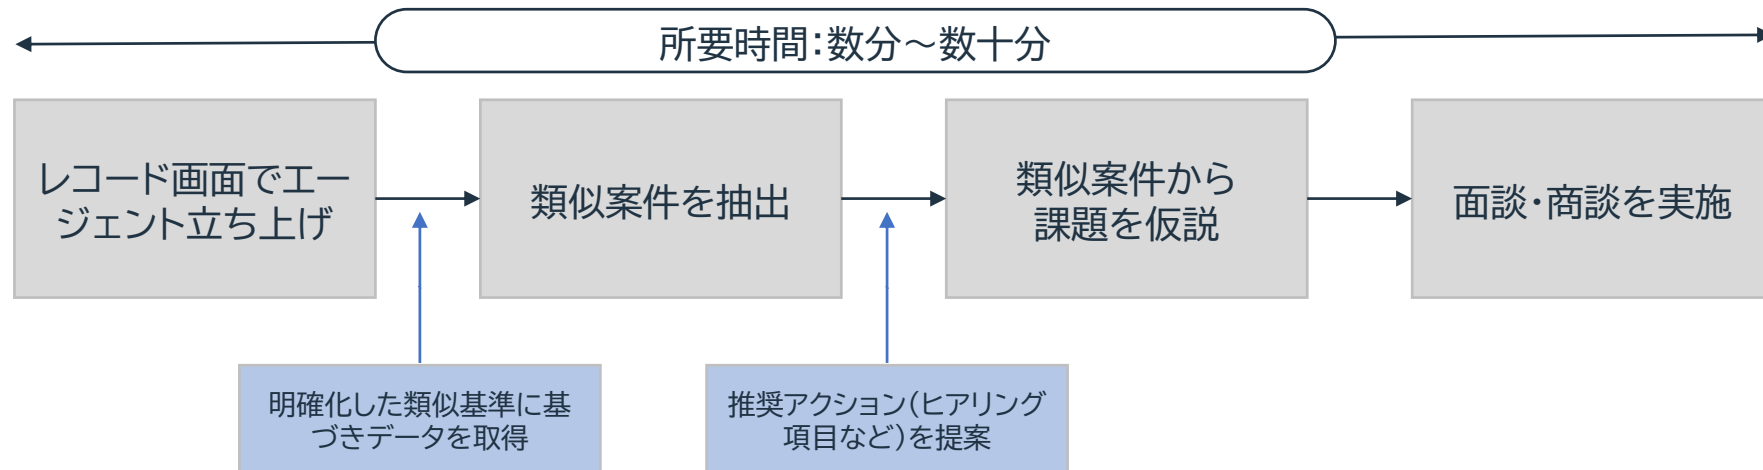 所要時間：数分～数十分
レコード画面でエー
ジェント立ち上げ
類似案件を抽出
類似案件から
課題を仮説
面談・商談を実施
明確化した類似基準に基
づきデータを取得
推奨アクション（ヒアリング
項目など）を提案